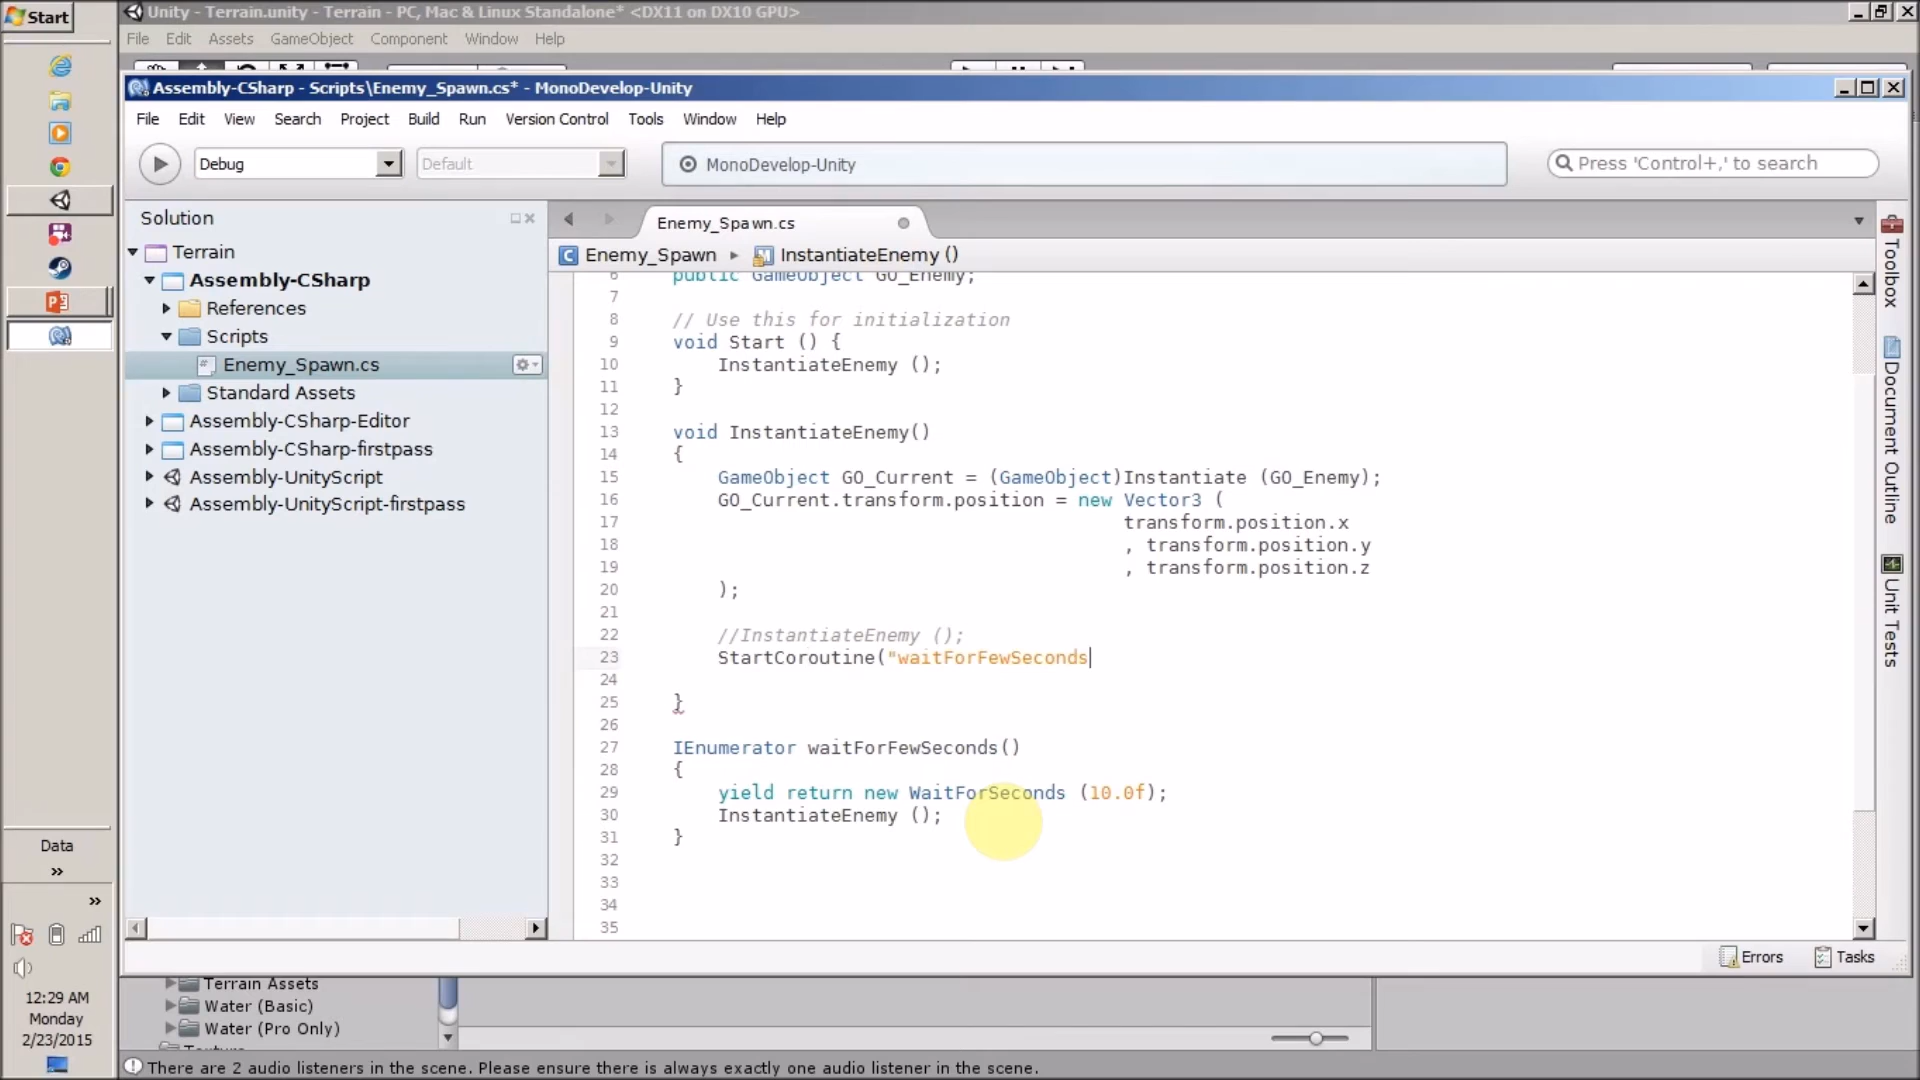 Start
Unity - Terrain.unity - Terrain - PC, Mac & Linux Standalone* <DX11 on DX10 GPU>
File Edit Assets GameObject Component Window Help
Assembly-CSharp - Scripts\Enemy_Spawn.cs* - MonoDevelop-Unity
File Edit View Search Project Build Run Version Control Tools Window Help
Debug
Default
MonoDevelop-Unity
Press 'Control+,' to search
Solution
Terrain
Assembly-CSharp
References
Scripts
Enemy_Spawn.cs
Standard Assets
Assembly-CSharp-Editor
Assembly-CSharp-firstpass
Assembly-UnityScript
Assembly-UnityScript-firstpass
Enemy_Spawn.cs
Enemy_Spawn InstantiateEnemy ()
6 public GameObject GO_Enemy;
7
8 // Use this for initialization
9 void Start () {
10 InstantiateEnemy ();
11 }
12
13 void InstantiateEnemy()
14 {
15 GameObject GO_Current = (GameObject)Instantiate (GO_Enemy);
16 GO_Current.transform.position = new Vector3 (
17 transform.position.x
18 , transform.position.y
19 , transform.position.z
20 );
21
22 //InstantiateEnemy ();
23 StartCoroutine("waitForFewSeconds
24
25 }
26
27 IEnumerator waitForFewSeconds()
28 {
29 yield return new WaitForSeconds (10.0f);
30 InstantiateEnemy ();
31 }
32
33
34
35
Toolbox
Document Outline
Unit Tests
Errors Tasks
Terrain Assets
Water (Basic)
Water (Pro Only)
There are 2 audio listeners in the scene. Please ensure there is always exactly one audio listener in the scene.
Data
»
»
12:29 AM
Monday
2/23/2015